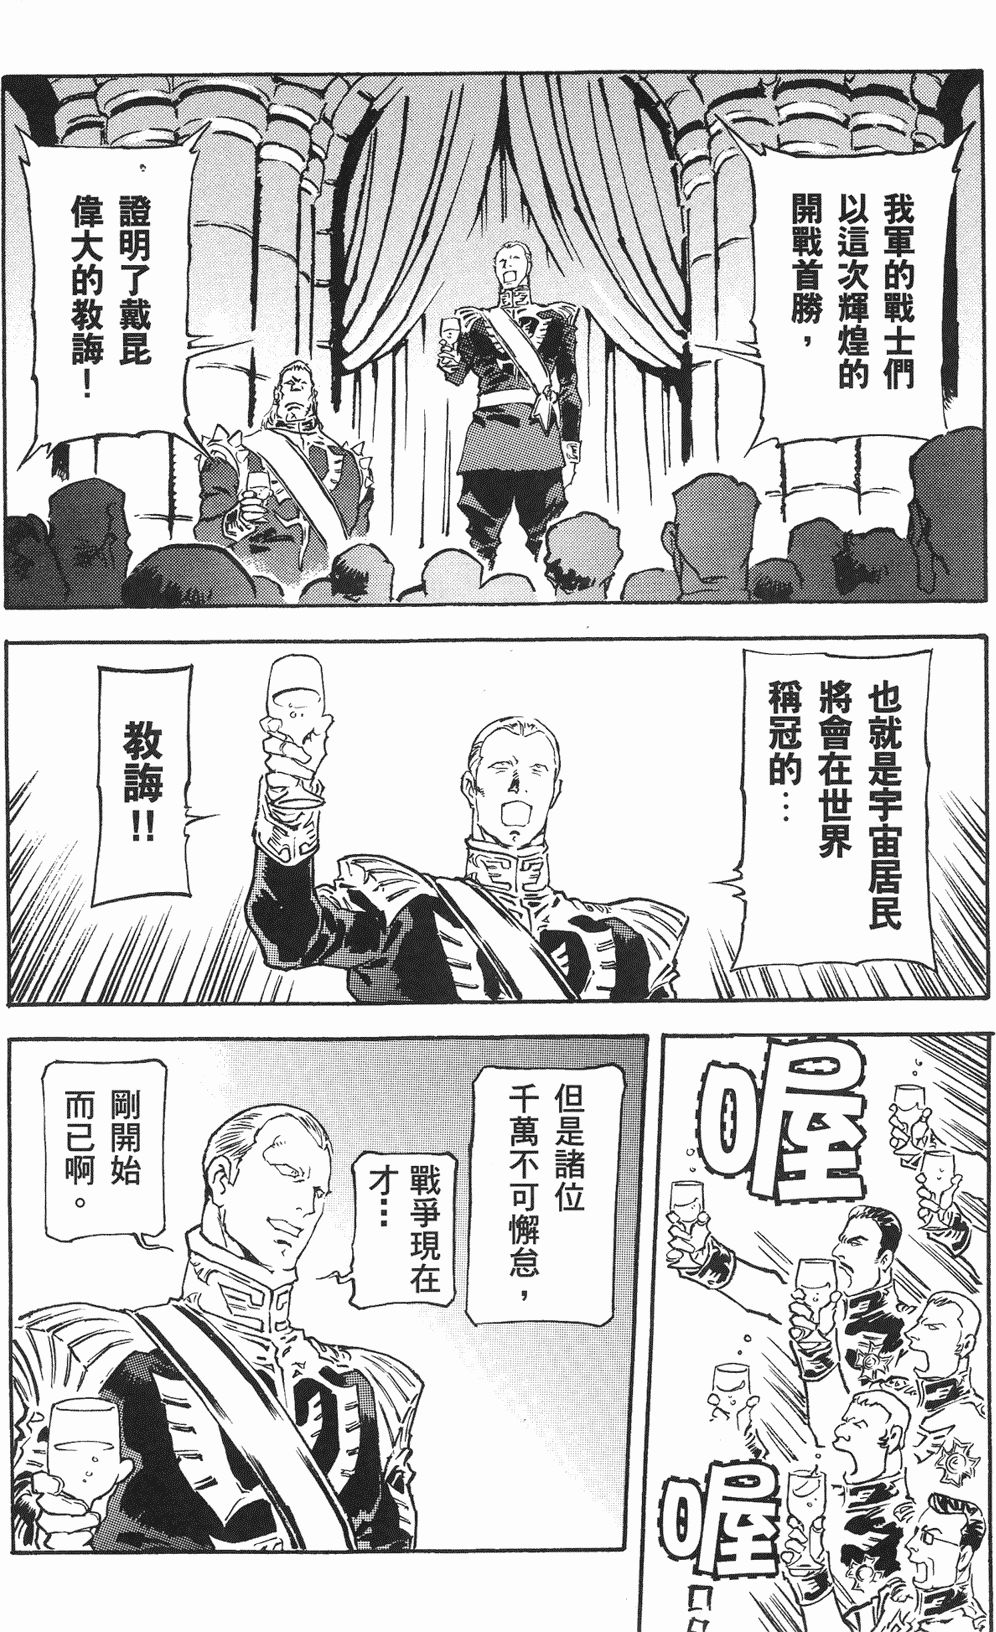 我軍的戰士們
以這次輝煌的
開戰首勝，
證明了戴昆
偉大的教誨！
也就是宇宙居民
將會在世界
稱冠的…
教誨!!
喔
喔
但是諸位
千萬不可懈怠，
戰爭現在
才…
剛開始
而已啊。